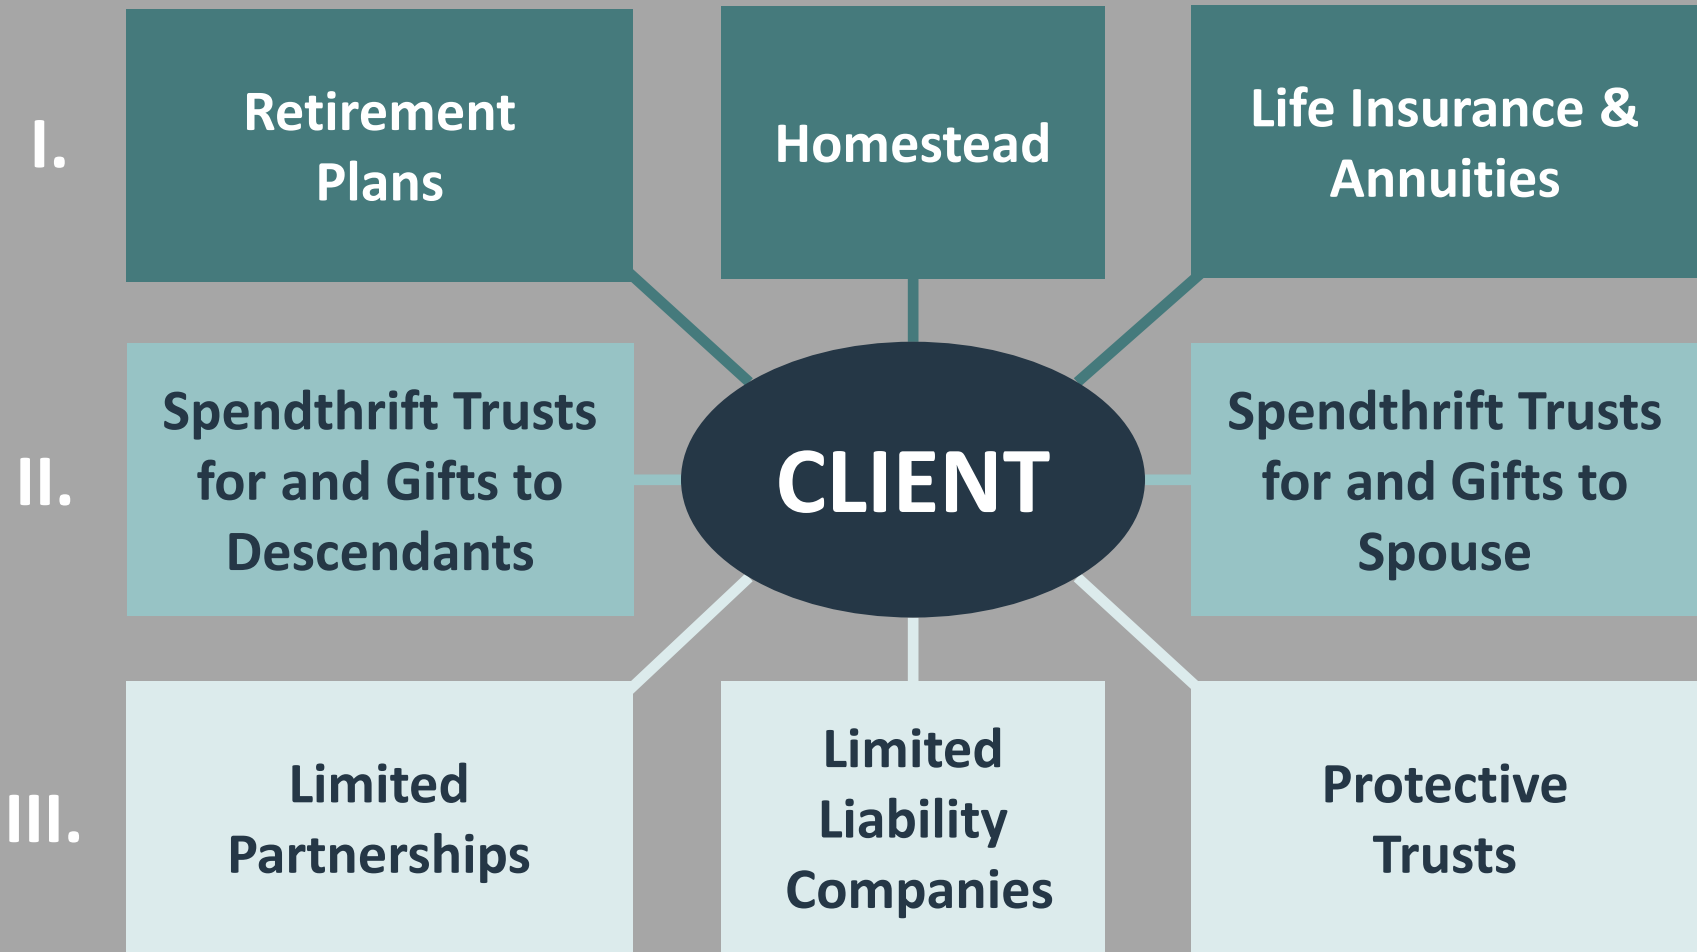 I.
Retirement
Plans
Homestead
Life Insurance &
Annuities
II.
Spendthrift Trusts
for and Gifts to
Descendants
CLIENT
Spendthrift Trusts
for and Gifts to
Spouse
III.
Limited
Partnerships
Limited
Liability
Companies
Protective
Trusts